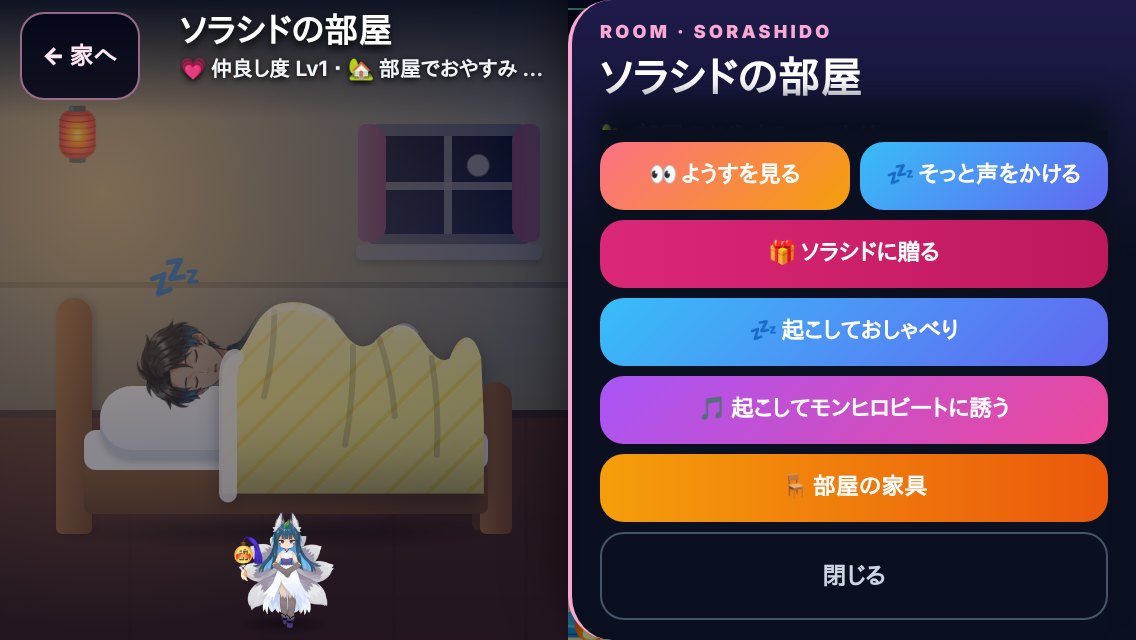 ← 家へ
ソラシドの部屋
💗 仲良し度 Lv1 · 🏡 部屋でおやすみ …
💤
ROOM · SORASHIDO
ソラシドの部屋
👀 ようすを見る
💤 そっと声をかける
🎁 ソラシドに贈る
💤 起こしておしゃべり
🎵 起こしてモンヒロビートに誘う
🪑 部屋の家具
閉じる